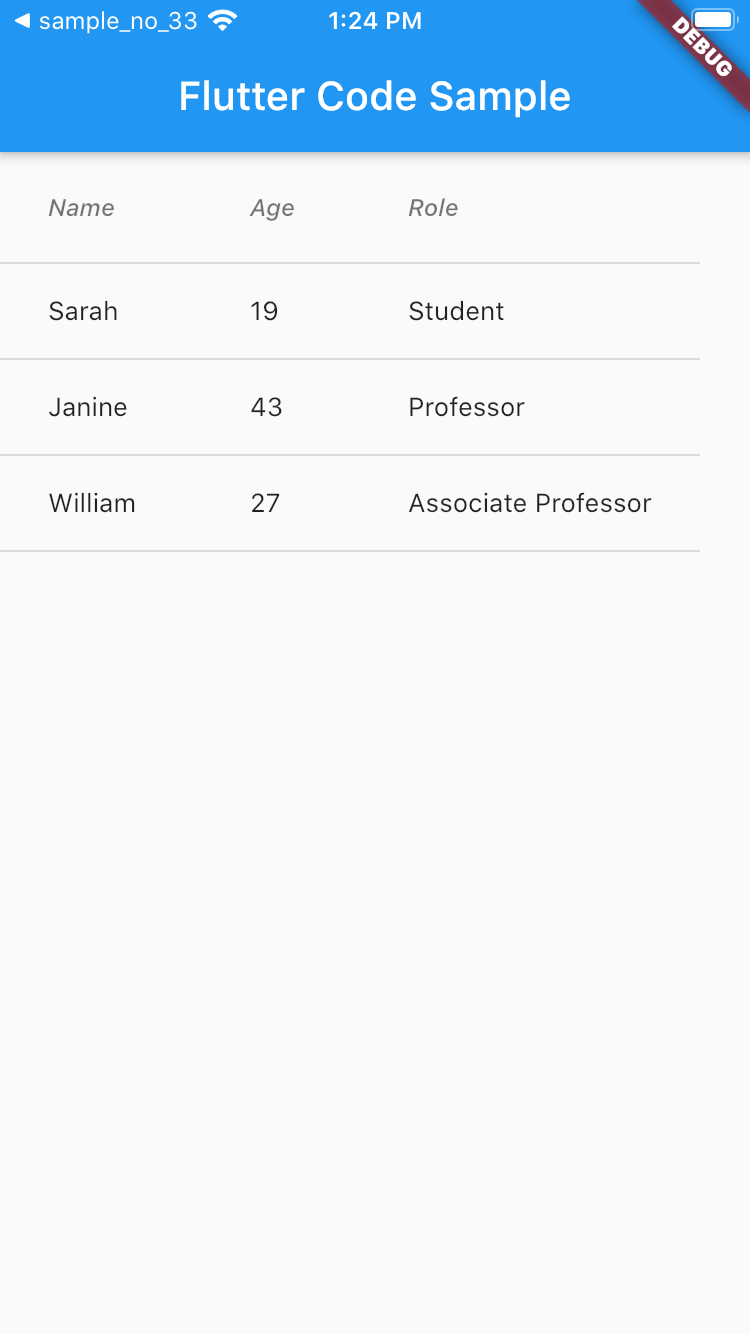 sample_no_33 1:24 PM
DEBUG
Flutter Code Sample
Name Age Role
Sarah 19 Student
Janine 43 Professor
William 27 Associate Professor